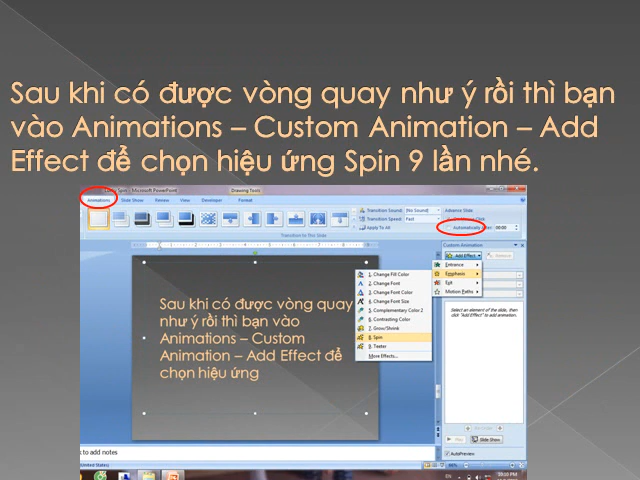 Sau khi có được vòng quay như ý rồi thì bạn
vào Animations – Custom Animation – Add
Effect để chọn hiệu ứng Spin 9 lần nhé.
Spin - Microsoft PowerPoint
Drawing Tools
Animations Slide Show Review View Developer Format
Transition Sound: [No Sound]
Transition Speed: Fast
Apply To All
Transition to This Slide
Advance Slide
Automatically After: 00:00
Custom Animation
Add Effect Remove
Entrance
Emphasis
Exit
Motion Paths
1. Change Fill Color
2. Change Font
3. Change Font Color
4. Change Font Size
5. Complementary Color 2
6. Contrasting Color
7. Grow/Shrink
8. Spin
9. Teeter
More Effects...
Select an element of the slide, then
click "Add Effect" to add animation.
Sau khi có được vòng quay
như ý rồi thì bạn vào
Animations – Custom
Animation – Add Effect để
chọn hiệu ứng
Play Slide Show
AutoPreview
to add notes
(United States)